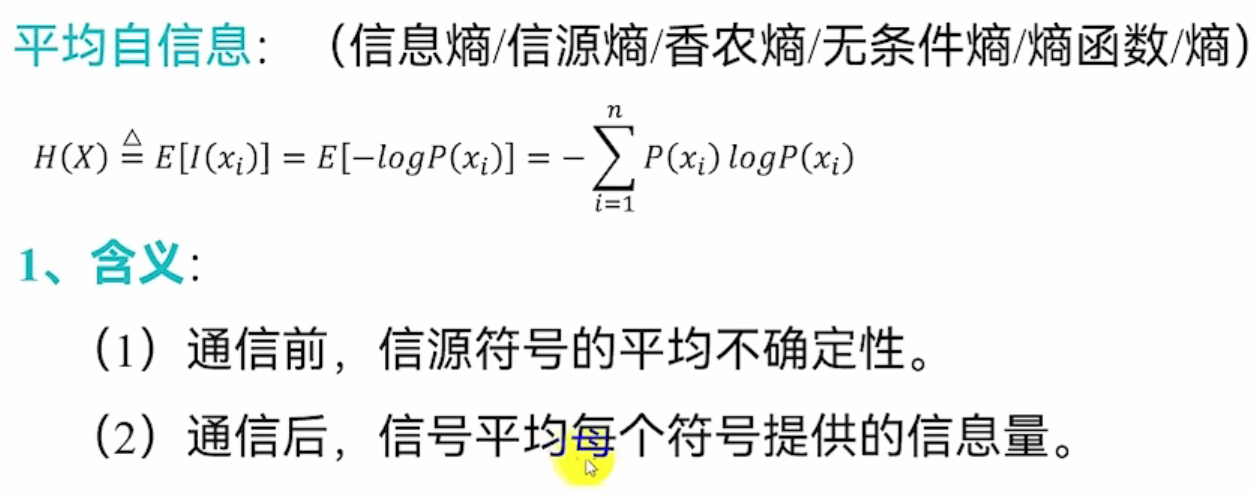 平均自信息：（信息熵/信源熵/香农熵/无条件熵/熵函数/熵）
H(X) ≜ E[I(x_i)] = E[−logP(x_i)] = −∑_{i=1}^{n} P(x_i) logP(x_i)
1、含义：
（1）通信前，信源符号的平均不确定性。
（2）通信后，信号平均每个符号提供的信息量。